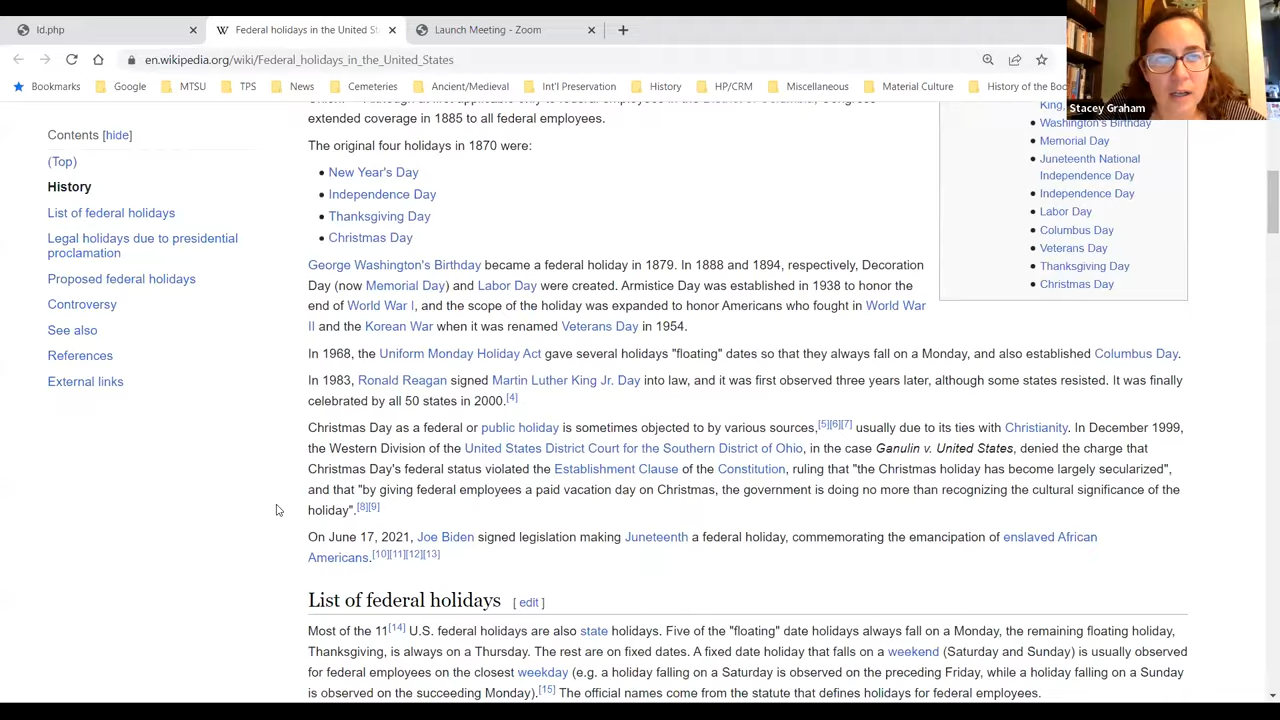 ld.php
Federal holidays in the United St
Launch Meeting - Zoom
en.wikipedia.org/wiki/Federal_holidays_in_the_United_States
Bookmarks Google MTSU TPS News Cemeteries Ancient/Medieval Int'l Preservation History HP/CRM Miscellaneous Material Culture History of the Boo
Stacey Graham
Contents [hide]
(Top)
History
List of federal holidays
Legal holidays due to presidential
proclamation
Proposed federal holidays
Controversy
See also
References
External links
extended coverage in 1885 to all federal employees.
The original four holidays in 1870 were:
• New Year's Day
• Independence Day
• Thanksgiving Day
• Christmas Day
George Washington's Birthday became a federal holiday in 1879. In 1888 and 1894, respectively, Decoration
Day (now Memorial Day) and Labor Day were created. Armistice Day was established in 1938 to honor the
end of World War I, and the scope of the holiday was expanded to honor Americans who fought in World War
II and the Korean War when it was renamed Veterans Day in 1954.
In 1968, the Uniform Monday Holiday Act gave several holidays "floating" dates so that they always fall on a Monday, and also established Columbus Day.
In 1983, Ronald Reagan signed Martin Luther King Jr. Day into law, and it was first observed three years later, although some states resisted. It was finally
celebrated by all 50 states in 2000.[4]
Christmas Day as a federal or public holiday is sometimes objected to by various sources,[5][6][7] usually due to its ties with Christianity. In December 1999,
the Western Division of the United States District Court for the Southern District of Ohio, in the case Ganulin v. United States, denied the charge that
Christmas Day's federal status violated the Establishment Clause of the Constitution, ruling that "the Christmas holiday has become largely secularized",
and that "by giving federal employees a paid vacation day on Christmas, the government is doing no more than recognizing the cultural significance of the
holiday".[8][9]
On June 17, 2021, Joe Biden signed legislation making Juneteenth a federal holiday, commemorating the emancipation of enslaved African
Americans.[10][11][12][13]
King,
• Washington's Birthday
• Memorial Day
• Juneteenth National
Independence Day
• Independence Day
• Labor Day
• Columbus Day
• Veterans Day
• Thanksgiving Day
• Christmas Day
List of federal holidays [ edit ]
Most of the 11[14] U.S. federal holidays are also state holidays. Five of the "floating" date holidays always fall on a Monday, the remaining floating holiday,
Thanksgiving, is always on a Thursday. The rest are on fixed dates. A fixed date holiday that falls on a weekend (Saturday and Sunday) is usually observed
for federal employees on the closest weekday (e.g. a holiday falling on a Saturday is observed on the preceding Friday, while a holiday falling on a Sunday
is observed on the succeeding Monday).[15] The official names come from the statute that defines holidays for federal employees.